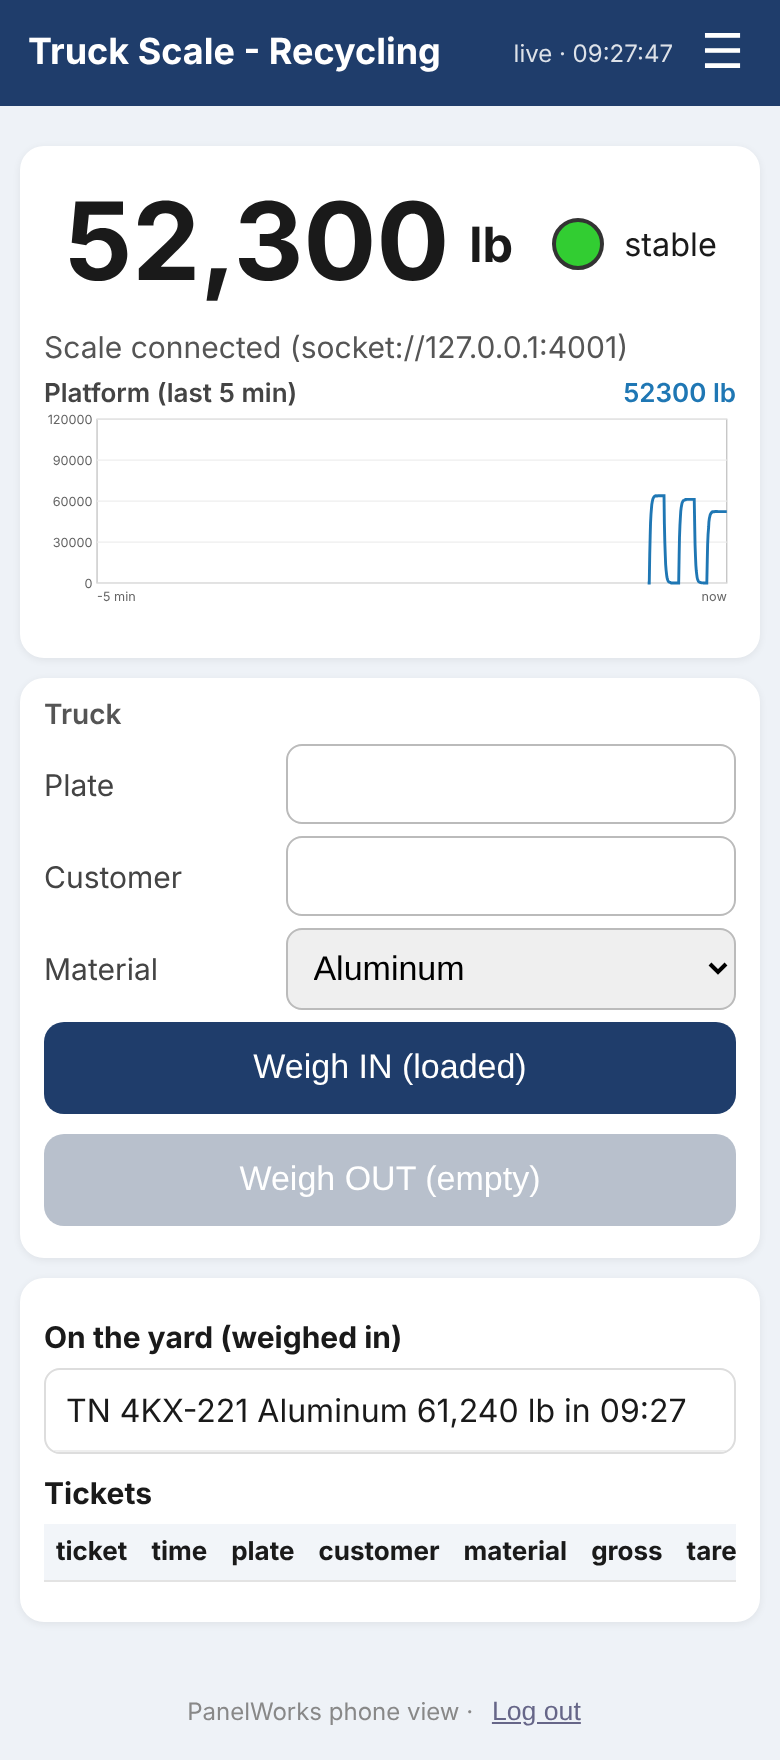 Truck Scale - Recycling live · 09:27:47 ☰
52,300 lb stable
Scale connected (socket://127.0.0.1:4001)
Platform (last 5 min) 52300 lb
120000
90000
60000
30000
0
-5 min now
Truck
Plate
Customer
Material Aluminum
Weigh IN (loaded)
Weigh OUT (empty)
On the yard (weighed in)
TN 4KX-221 Aluminum 61,240 lb in 09:27
Tickets
ticket time plate customer material gross tare
PanelWorks phone view · Log out